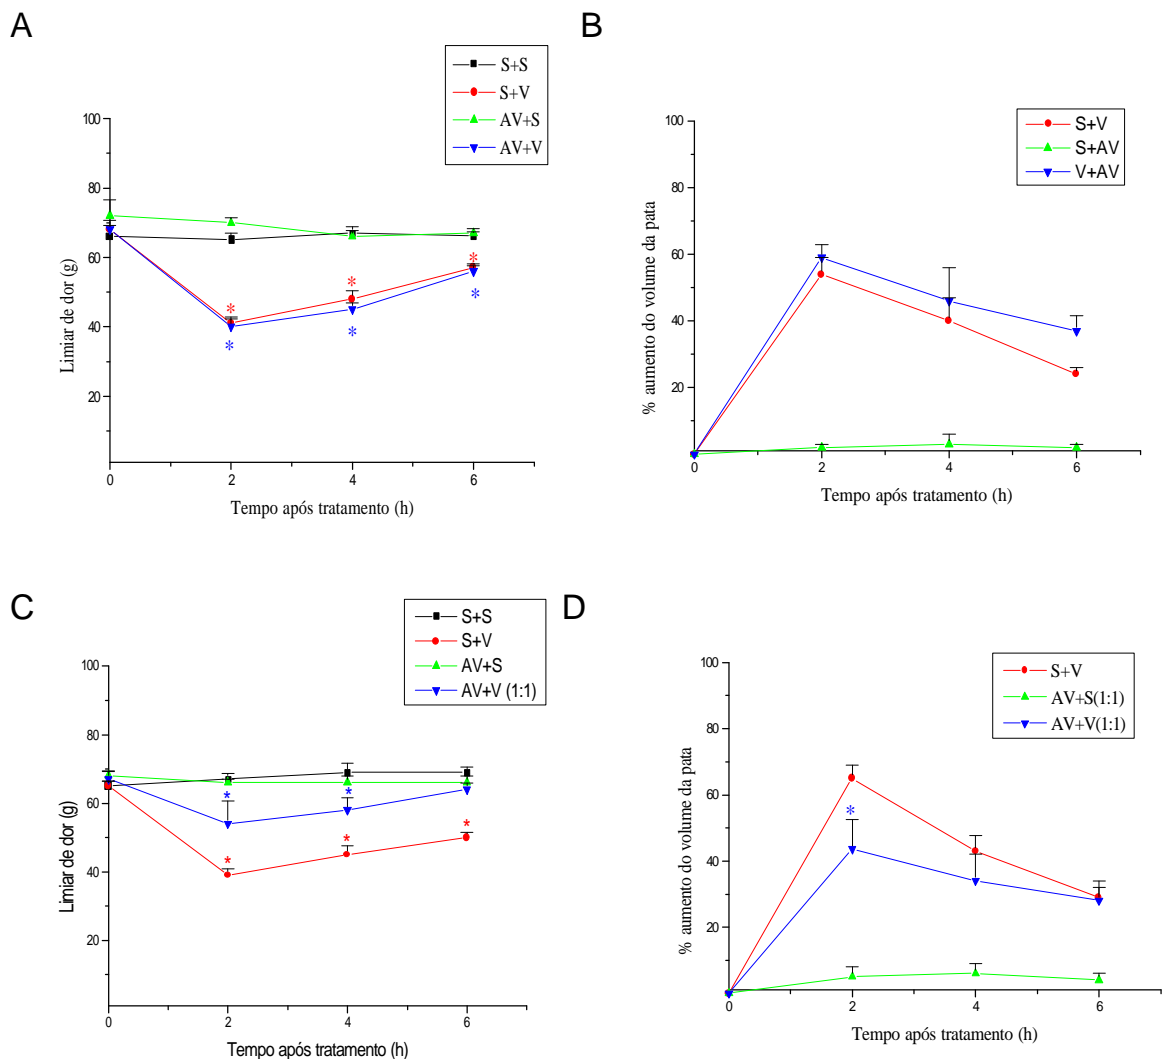 A
S+S
S+V
AV+S
AV+V
100
80
60
40
20
0
2
4
6
Limiar de dor (g)
Tempo após tratamento (h)
*
*
*
*
*
*
B
S+V
S+AV
V+AV
100
80
60
40
20
0
2
4
6
% aumento do volume da pata
Tempo após tratamento (h)
C
S+S
S+V
AV+S
AV+V (1:1)
100
80
60
40
20
0
2
4
6
Limiar de dor (g)
Tempo após tratamento (h)
*
*
*
*
*
D
S+V
AV+S(1:1)
AV+V(1:1)
100
80
60
40
20
0
2
4
6
% aumento do volume da pata
Tempo após tratamento (h)
*